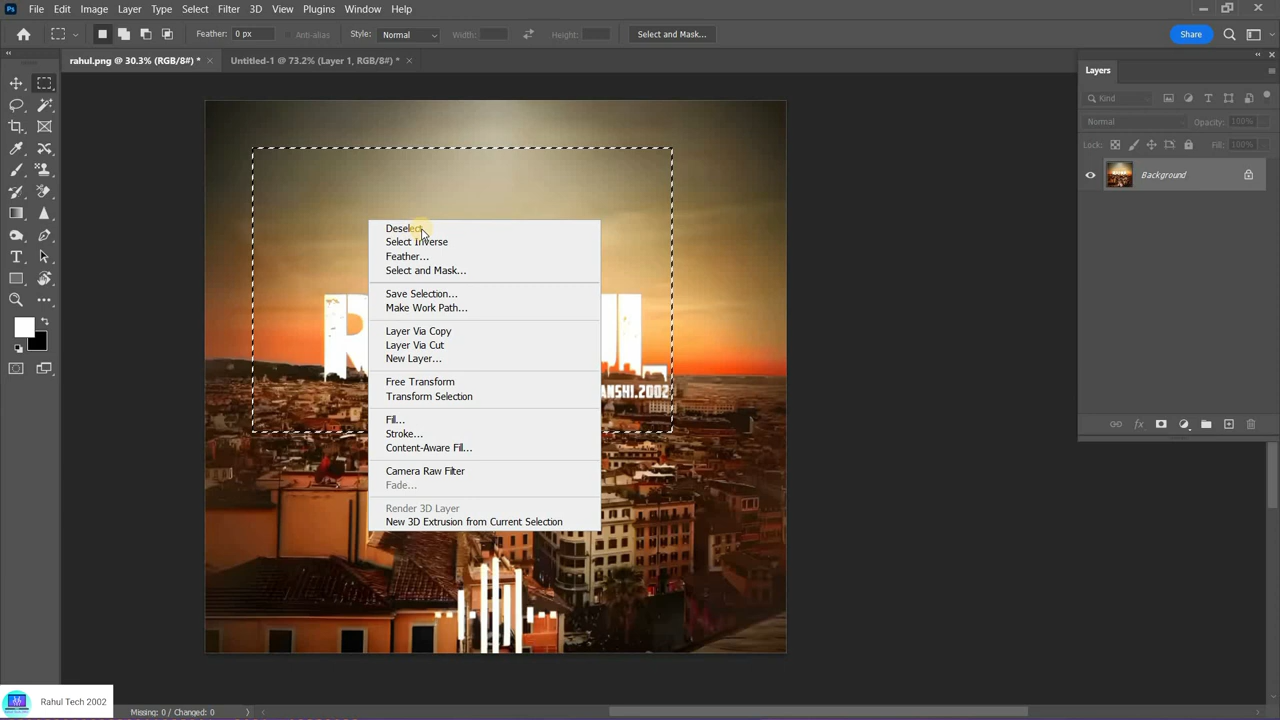 Ps File Edit Image Layer Type Select Filter 3D View Plugins Window Help
Feather: 0 px Anti-alias Style: Normal Width: Height: Select and Mask... Share
rahul.png @ 30.3% (RGB/8#) * Untitled-1 @ 73.2% (Layer 1, RGB/8#) *
Layers
Kind
Normal Opacity: 100%
Lock: Fill: 100%
Background
Deselect
Select Inverse
Feather...
Select and Mask...
Save Selection...
Make Work Path...
Layer Via Copy
Layer Via Cut
New Layer...
Free Transform
Transform Selection
Fill...
Stroke...
Content-Aware Fill...
Camera Raw Filter
Fade...
Render 3D Layer
New 3D Extrusion from Current Selection
Rahul Tech 2002
Missing: 0 / Changed: 0